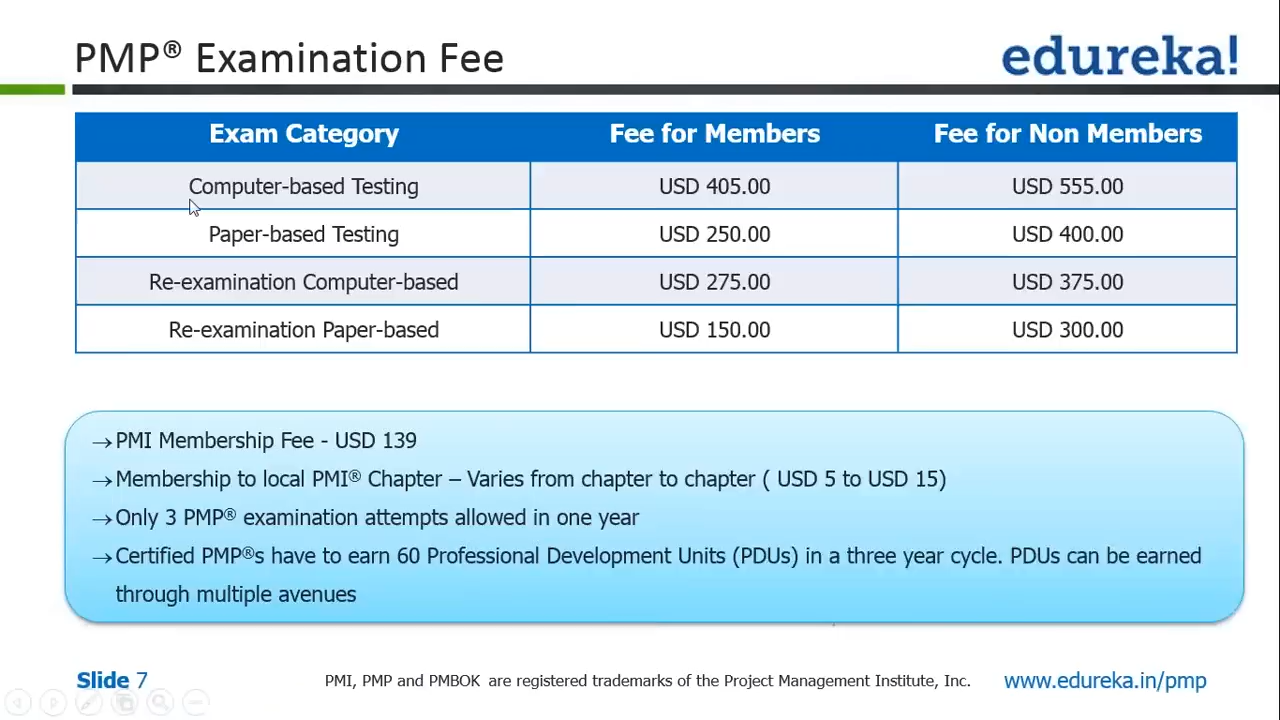 PMP® Examination Fee
edureka!
Exam Category Fee for Members Fee for Non Members
Computer-based Testing USD 405.00 USD 555.00
Paper-based Testing USD 250.00 USD 400.00
Re-examination Computer-based USD 275.00 USD 375.00
Re-examination Paper-based USD 150.00 USD 300.00
→PMI Membership Fee - USD 139
→Membership to local PMI® Chapter – Varies from chapter to chapter ( USD 5 to USD 15)
→Only 3 PMP® examination attempts allowed in one year
→Certified PMP®s have to earn 60 Professional Development Units (PDUs) in a three year cycle. PDUs can be earned
through multiple avenues
Slide 7 PMI, PMP and PMBOK are registered trademarks of the Project Management Institute, Inc. www.edureka.in/pmp